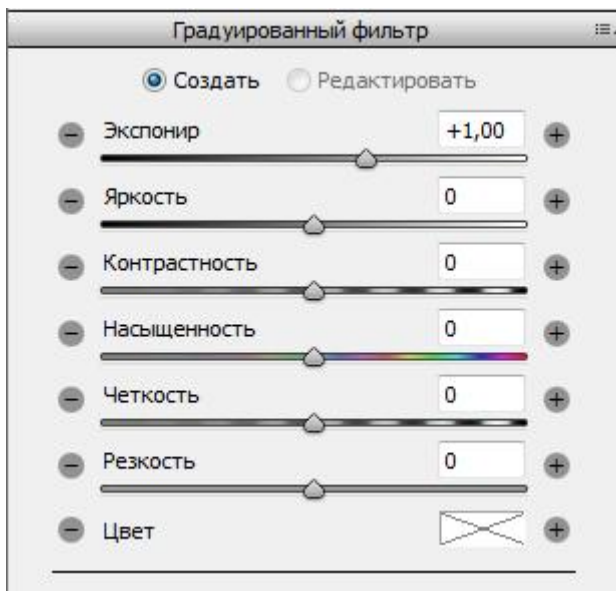 Градуированный фильтр
Создать Редактировать
Экспонир +1,00
Яркость 0
Контрастность 0
Насыщенность 0
Четкость 0
Резкость 0
Цвет